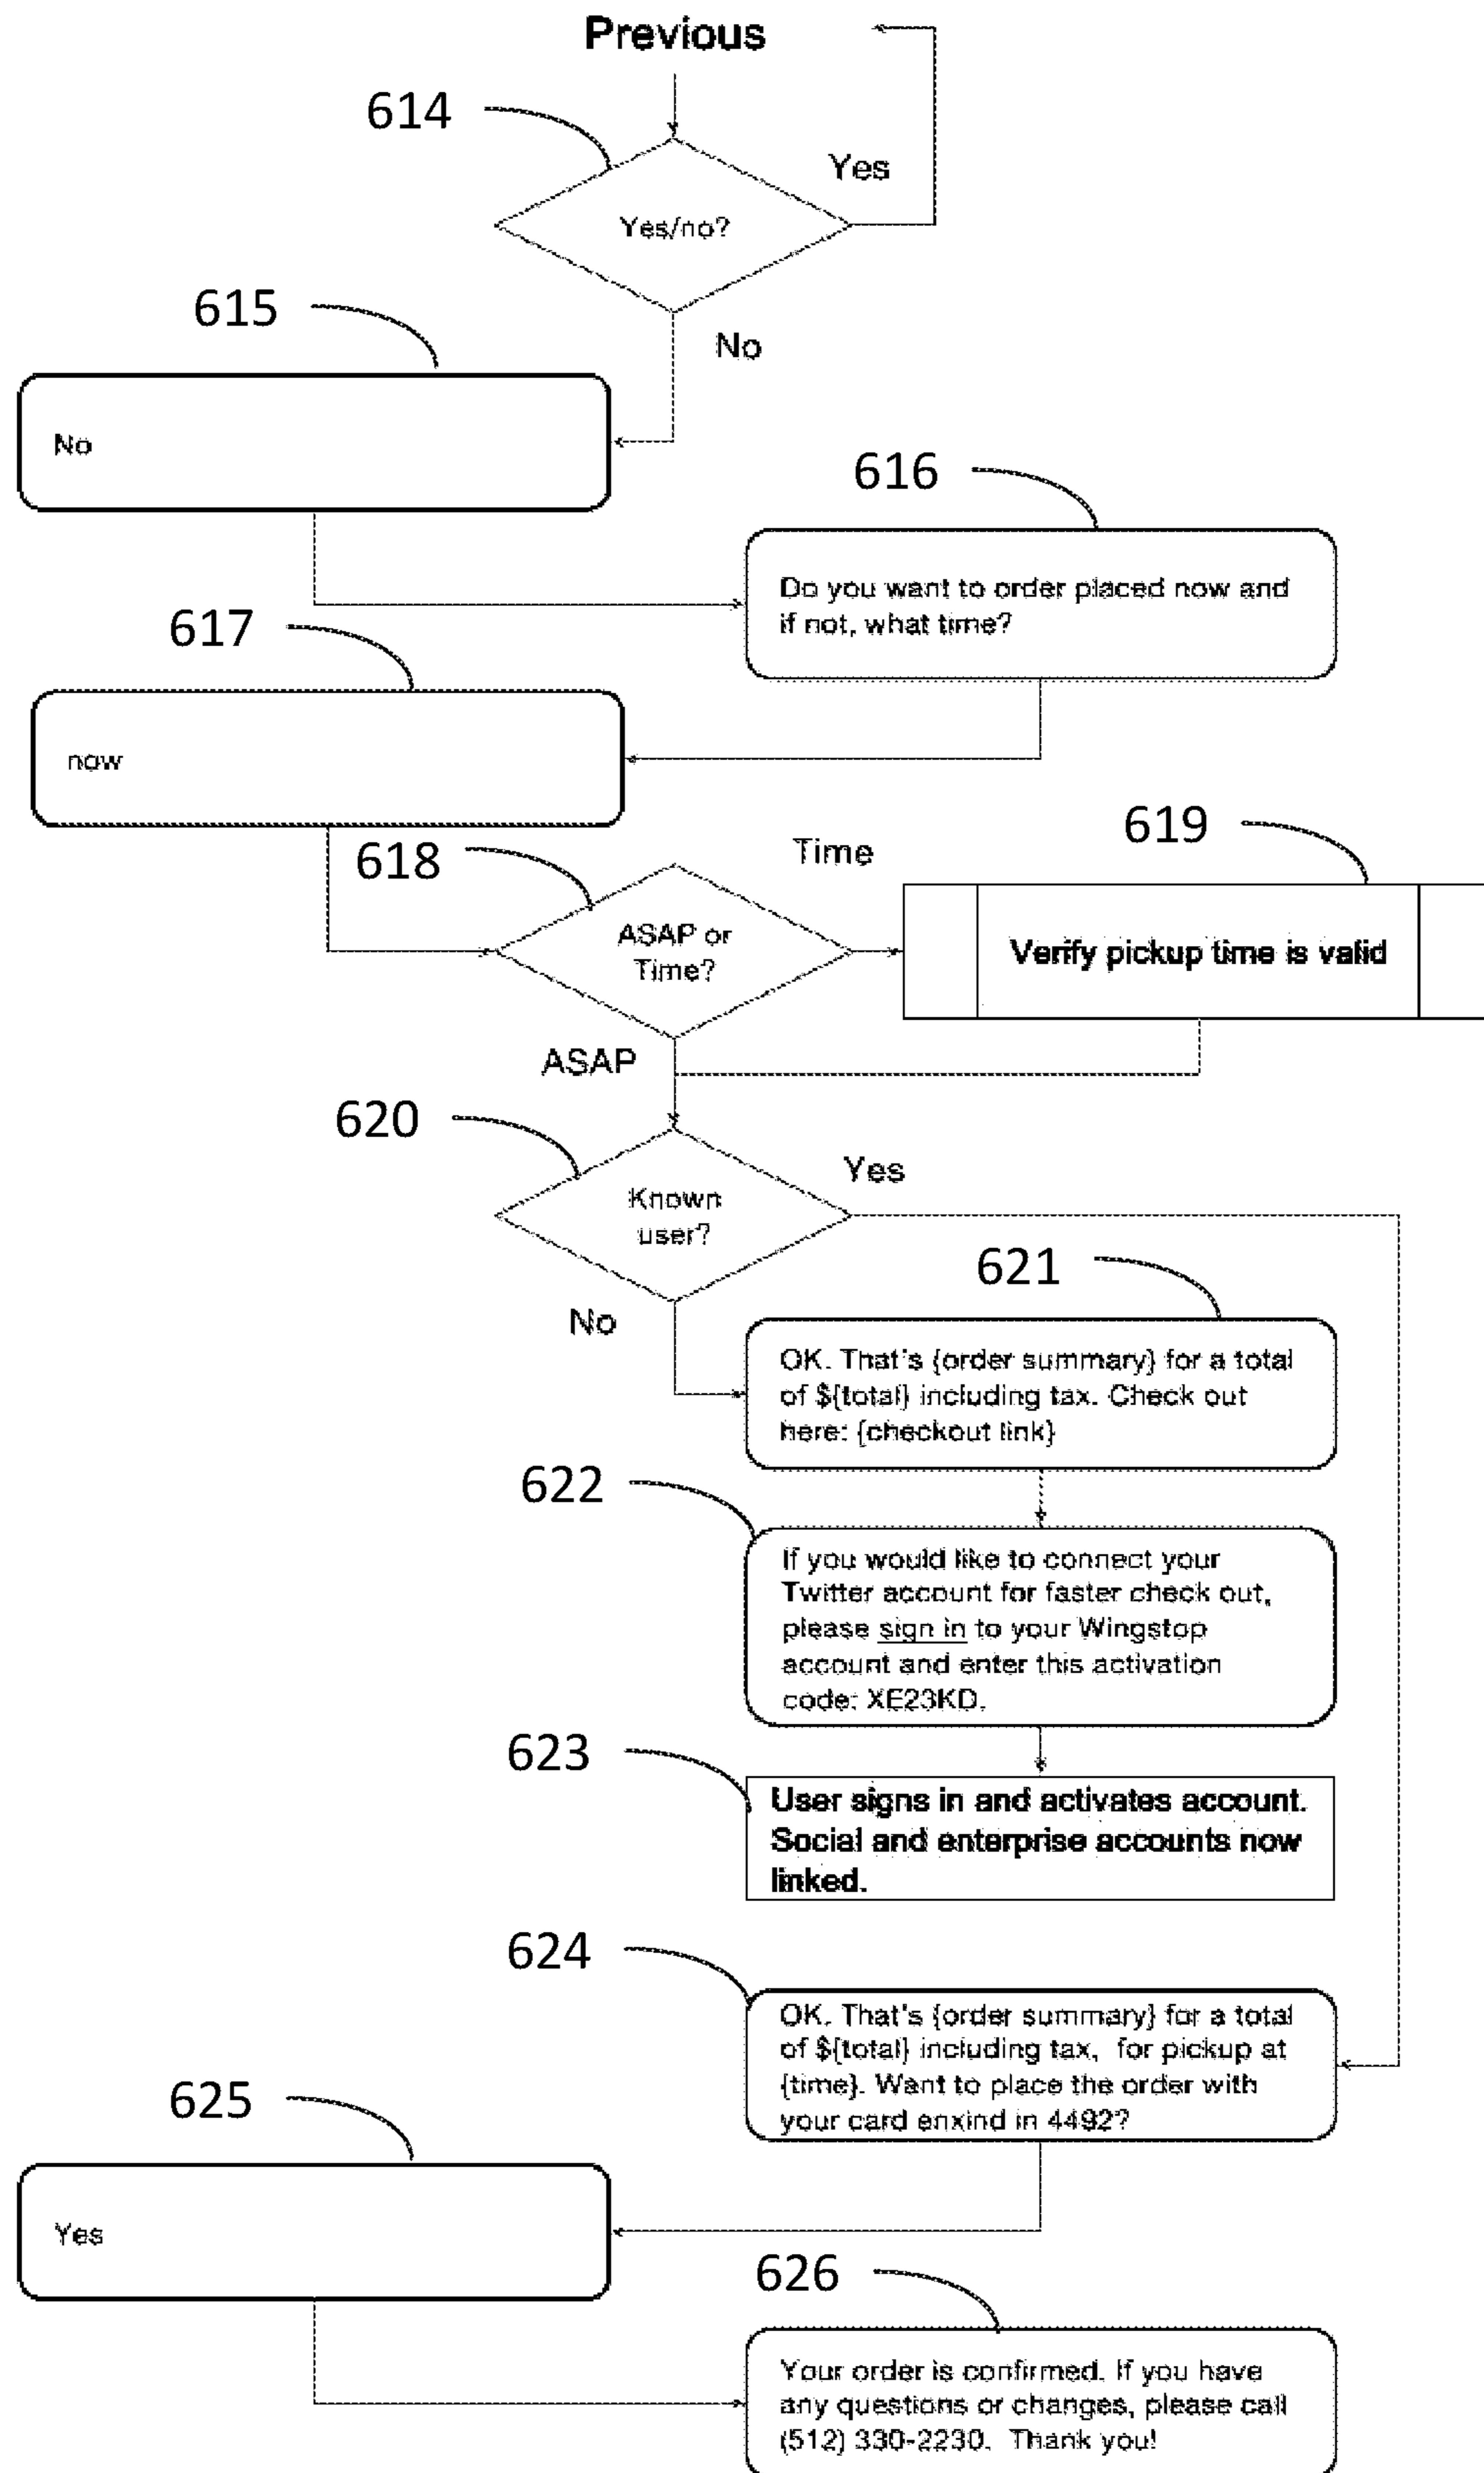 Previous
614
Yes
Yes/no?
615
No
No
616
Do you want to order placed now and
if not, what time?
617
now
619
618
Time
ASAP or
Time?
Verify pickup time is valid
ASAP
620
Yes
Known
user?
621
No
OK. That's {order summary} for a total
of ${total} including tax. Check out
here: {checkout link}
622
If you would like to connect your
Twitter account for faster check out,
please sign in to your Wingstop
account and enter this activation
code: XE23KD.
623
User signs in and activates account.
Social and enterprise accounts now
linked.
624
OK. That's {order summary} for a total
of ${total} including tax,  for pickup at
{time}. Want to place the order with
your card enxind in 4492?
625
Yes
626
Your order is confirmed. If you have
any questions or changes, please call
(512) 330-2230.  Thank you!